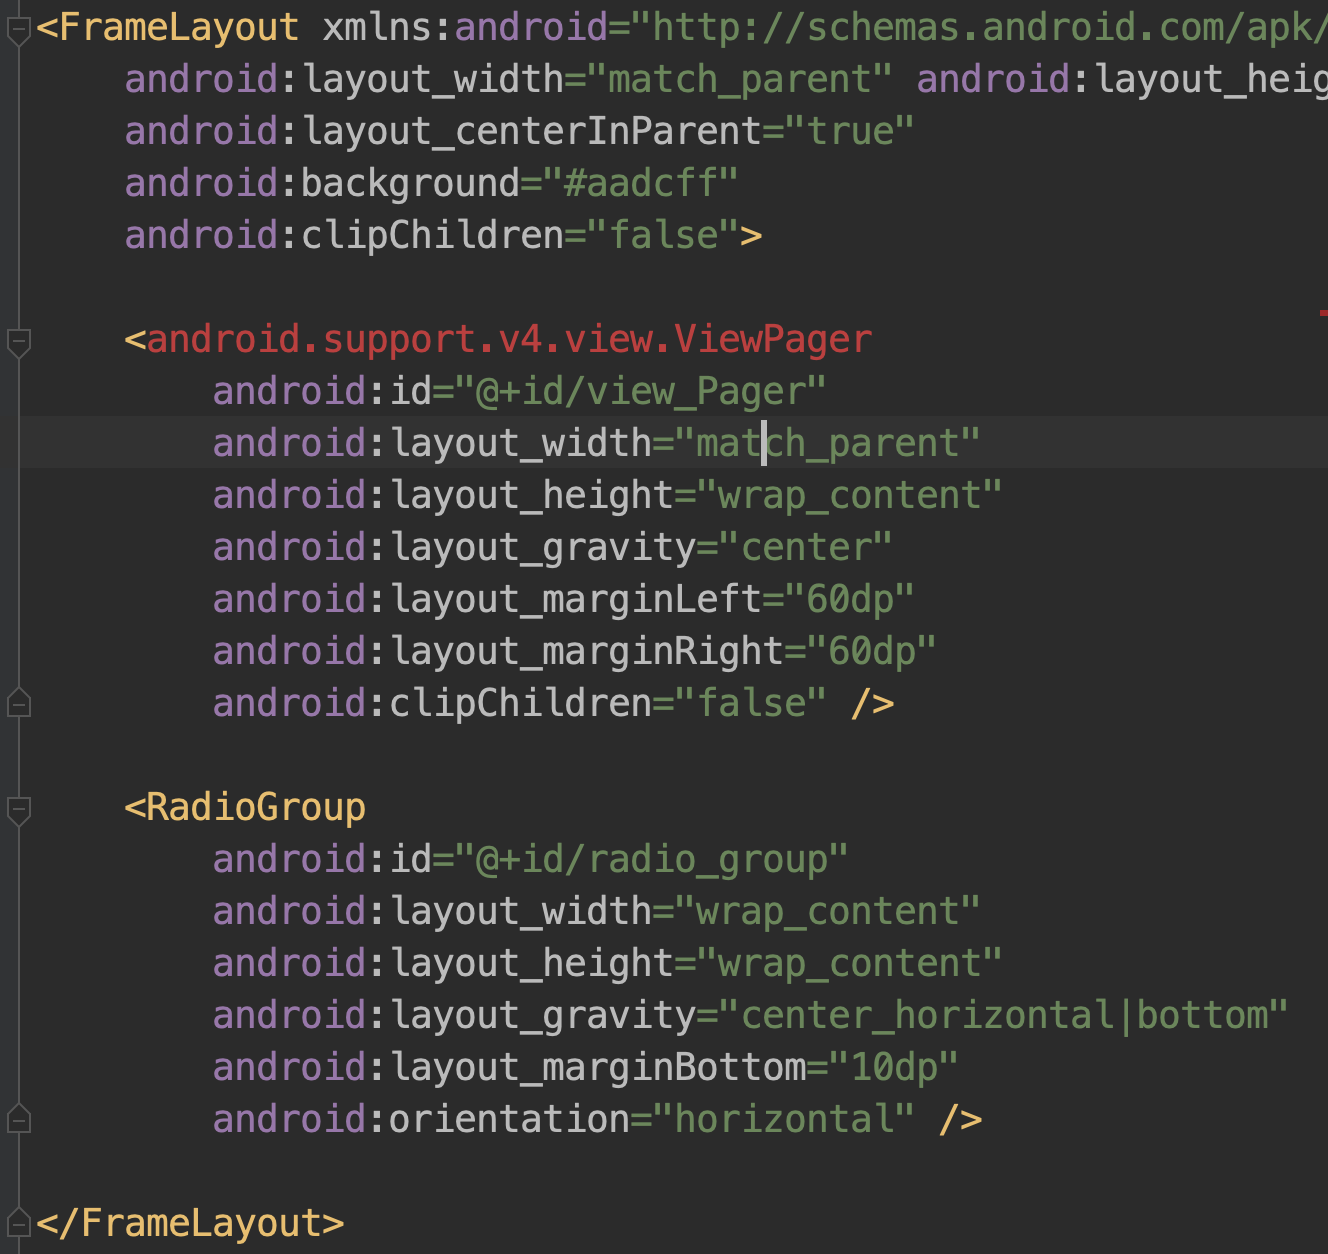 <FrameLayout xmlns:android="http://schemas.android.com/apk/
android:layout_width="match_parent" android:layout_heig
android:layout_centerInParent="true"
android:background="#aadcff"
android:clipChildren="false">
<android.support.v4.view.ViewPager
android:id="@+id/view_Pager"
android:layout_width="match_parent"
android:layout_height="wrap_content"
android:layout_gravity="center"
android:layout_marginLeft="60dp"
android:layout_marginRight="60dp"
android:clipChildren="false" />
<RadioGroup
android:id="@+id/radio_group"
android:layout_width="wrap_content"
android:layout_height="wrap_content"
android:layout_gravity="center_horizontal|bottom"
android:layout_marginBottom="10dp"
android:orientation="horizontal" />
</FrameLayout>